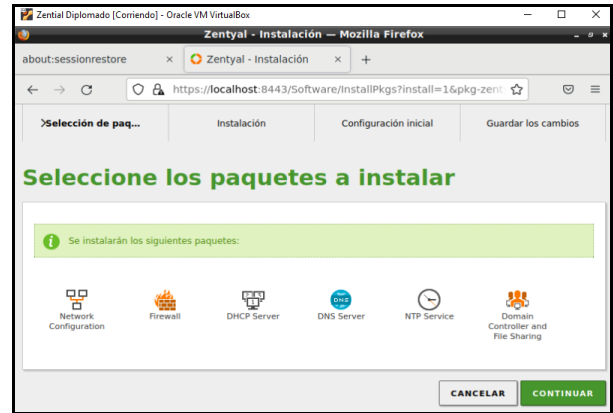 Zential Diplomado [Corriendo] - Oracle VM VirtualBox
Zentyal - Instalación — Mozilla Firefox
about:sessionrestore
Zentyal - Instalación
https://localhost:8443/Software/InstallPkgs?install=1&pkg-zent
Selección de paq...
Instalación
Configuración inicial
Guardar los cambios
Seleccione los paquetes a instalar
Se instalarán los siguientes paquetes:
Network
Configuration
Firewall
DHCP Server
DNS
DNS Server
NTP Service
Domain
Controller and
File Sharing
CANCELAR
CONTINUAR